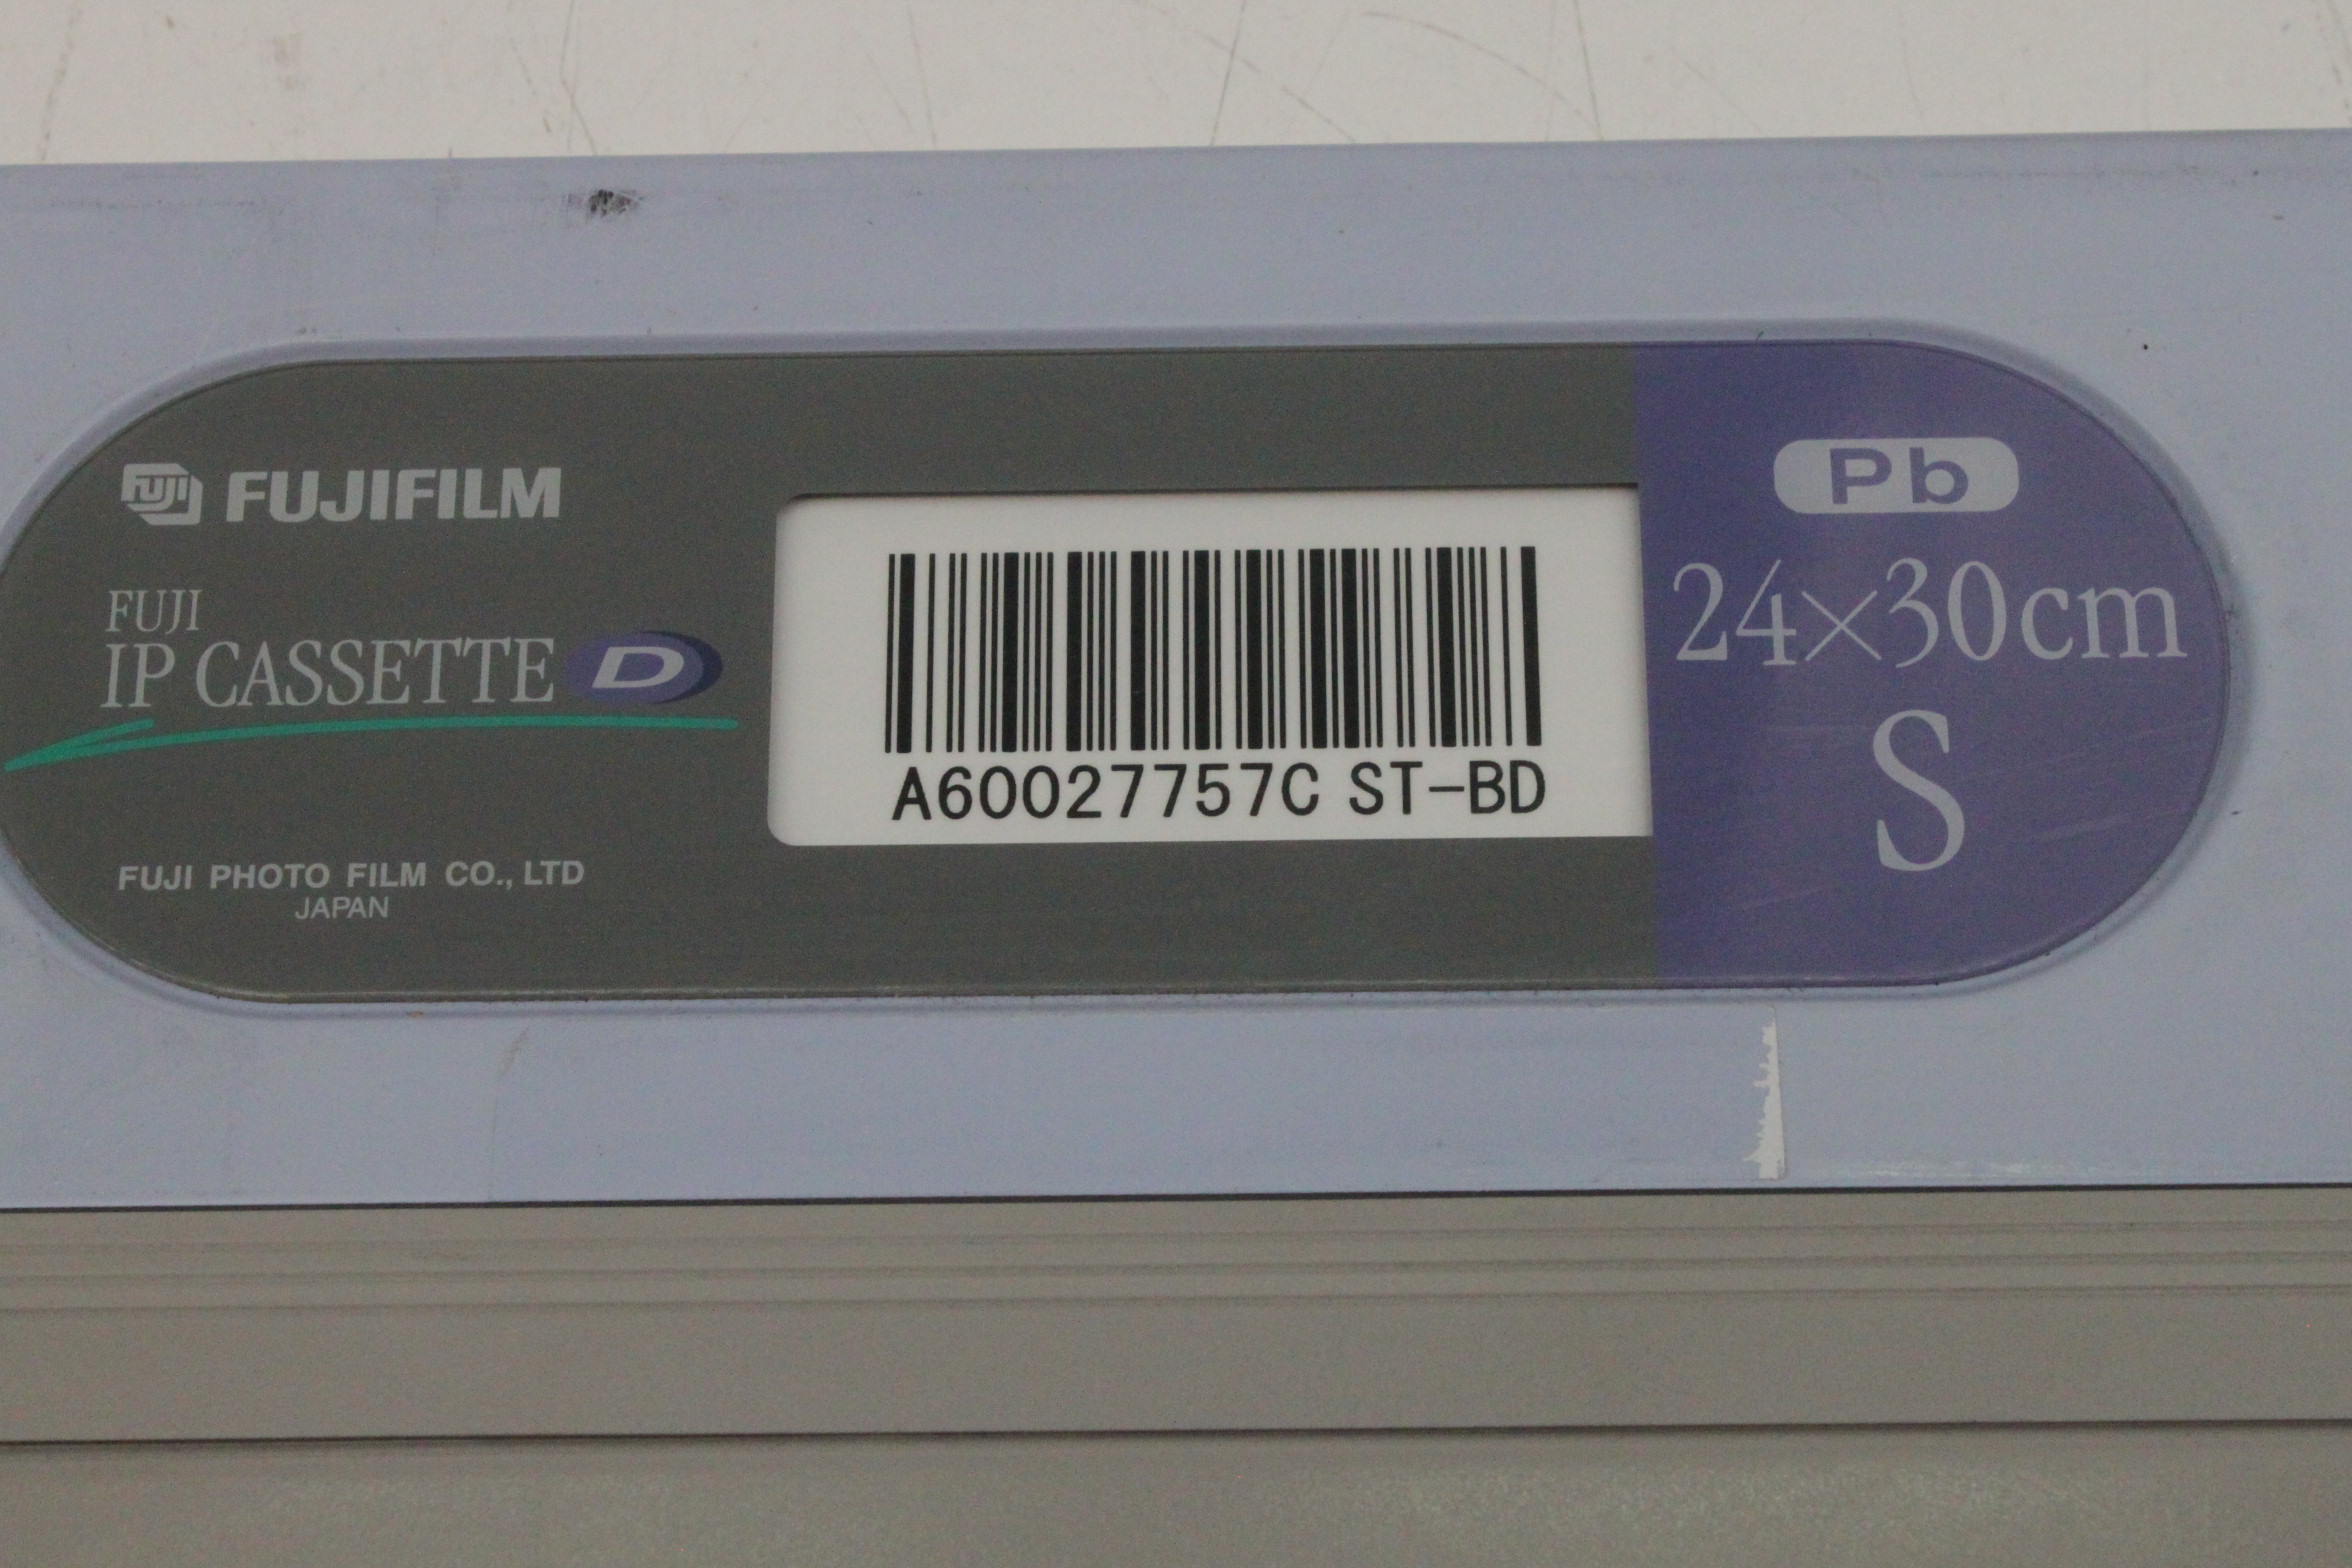 FUJI FUJIFILM
FUJI
IP CASSETTE D
FUJI PHOTO FILM CO., LTD
JAPAN
A60027757C ST-BD
Pb
24×30cm
S